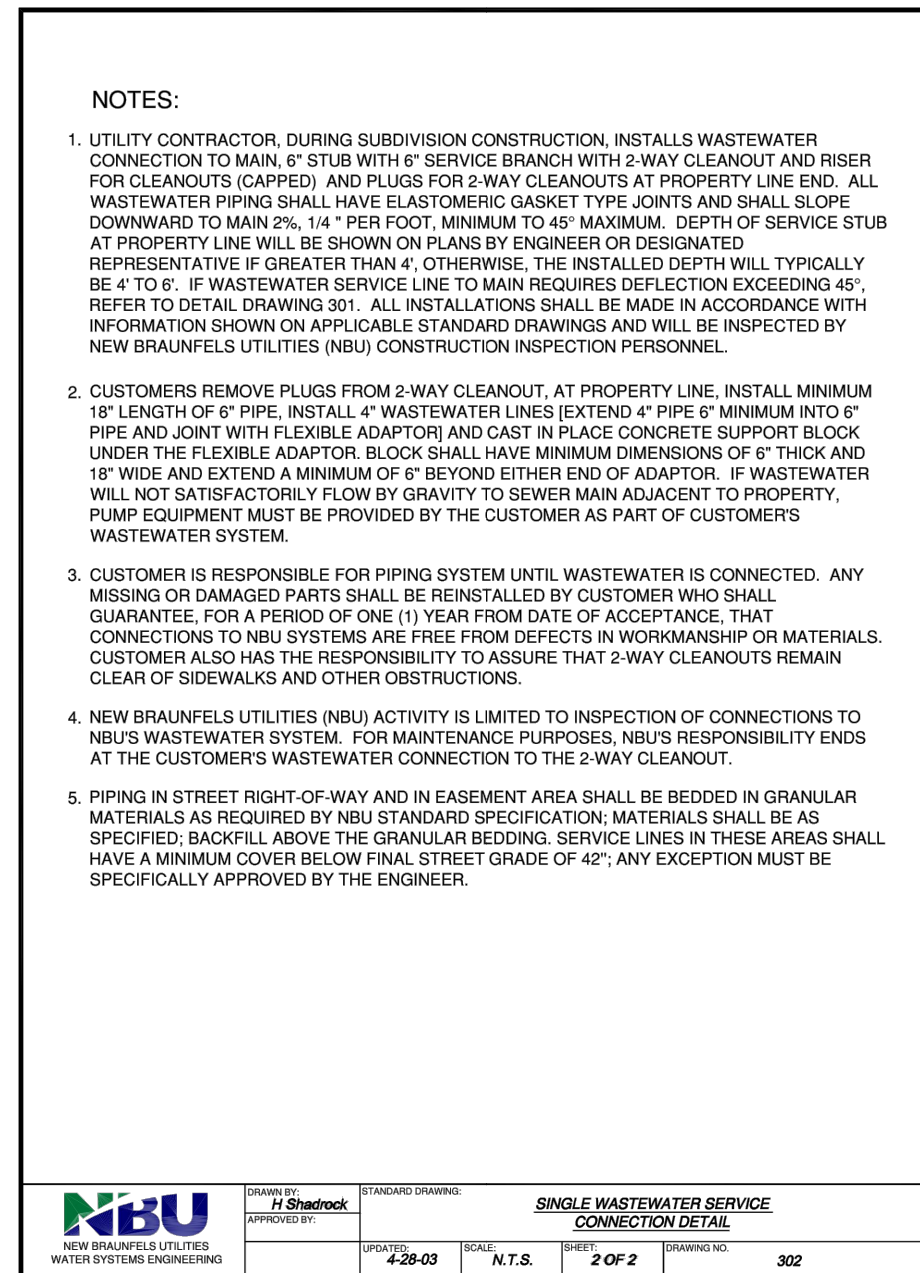 NOTES:
1. UTILITY CONTRACTOR, DURING SUBDIVISION CONSTRUCTION, INSTALLS WASTEWATER
CONNECTION TO MAIN, 6" STUB WITH 6" SERVICE BRANCH WITH 2-WAY CLEANOUT AND RISER
FOR CLEANOUTS (CAPPED) AND PLUGS FOR 2-WAY CLEANOUTS AT PROPERTY LINE END. ALL
WASTEWATER PIPING SHALL HAVE ELASTOMERIC GASKET TYPE JOINTS AND SHALL SLOPE
DOWNWARD TO MAIN 2%, 1/4 " PER FOOT, MINIMUM TO 45° MAXIMUM. DEPTH OF SERVICE STUB
AT PROPERTY LINE WILL BE SHOWN ON PLANS BY ENGINEER OR DESIGNATED
REPRESENTATIVE IF GREATER THAN 4', OTHERWISE, THE INSTALLED DEPTH WILL TYPICALLY
BE 4' TO 6'. IF WASTEWATER SERVICE LINE TO MAIN REQUIRES DEFLECTION EXCEEDING 45°,
REFER TO DETAIL DRAWING 301. ALL INSTALLATIONS SHALL BE MADE IN ACCORDANCE WITH
INFORMATION SHOWN ON APPLICABLE STANDARD DRAWINGS AND WILL BE INSPECTED BY
NEW BRAUNFELS UTILITIES (NBU) CONSTRUCTION INSPECTION PERSONNEL.
2. CUSTOMERS REMOVE PLUGS FROM 2-WAY CLEANOUT, AT PROPERTY LINE, INSTALL MINIMUM
18" LENGTH OF 6" PIPE, INSTALL 4" WASTEWATER LINES [EXTEND 4" PIPE 6" MINIMUM INTO 6"
PIPE AND JOINT WITH FLEXIBLE ADAPTOR] AND CAST IN PLACE CONCRETE SUPPORT BLOCK
UNDER THE FLEXIBLE ADAPTOR. BLOCK SHALL HAVE MINIMUM DIMENSIONS OF 6" THICK AND
18" WIDE AND EXTEND A MINIMUM OF 6" BEYOND EITHER END OF ADAPTOR. IF WASTEWATER
WILL NOT SATISFACTORILY FLOW BY GRAVITY TO SEWER MAIN ADJACENT TO PROPERTY,
PUMP EQUIPMENT MUST BE PROVIDED BY THE CUSTOMER AS PART OF CUSTOMER'S
WASTEWATER SYSTEM.
3. CUSTOMER IS RESPONSIBLE FOR PIPING SYSTEM UNTIL WASTEWATER IS CONNECTED. ANY
MISSING OR DAMAGED PARTS SHALL BE REINSTALLED BY CUSTOMER WHO SHALL
GUARANTEE, FOR A PERIOD OF ONE (1) YEAR FROM DATE OF ACCEPTANCE, THAT
CONNECTIONS TO NBU SYSTEMS ARE FREE FROM DEFECTS IN WORKMANSHIP OR MATERIALS.
CUSTOMER ALSO HAS THE RESPONSIBILITY TO ASSURE THAT 2-WAY CLEANOUTS REMAIN
CLEAR OF SIDEWALKS AND OTHER OBSTRUCTIONS.
4. NEW BRAUNFELS UTILITIES (NBU) ACTIVITY IS LIMITED TO INSPECTION OF CONNECTIONS TO
NBU'S WASTEWATER SYSTEM. FOR MAINTENANCE PURPOSES, NBU'S RESPONSIBILITY ENDS
AT THE CUSTOMER'S WASTEWATER CONNECTION TO THE 2-WAY CLEANOUT.
5. PIPING IN STREET RIGHT-OF-WAY AND IN EASEMENT AREA SHALL BE BEDDED IN GRANULAR
MATERIALS AS REQUIRED BY NBU STANDARD SPECIFICATION; MATERIALS SHALL BE AS
SPECIFIED; BACKFILL ABOVE THE GRANULAR BEDDING. SERVICE LINES IN THESE AREAS SHALL
HAVE A MINIMUM COVER BELOW FINAL STREET GRADE OF 42"; ANY EXCEPTION MUST BE
SPECIFICALLY APPROVED BY THE ENGINEER.
NBU
NEW BRAUNFELS UTILITIES
WATER SYSTEMS ENGINEERING
DRAWN BY:
H Shadrock
APPROVED BY:
STANDARD DRAWING:
SINGLE WASTEWATER SERVICE
CONNECTION DETAIL
UPDATED:
4-28-03
SCALE:
N.T.S.
SHEET:
2 OF 2
DRAWING NO.
302